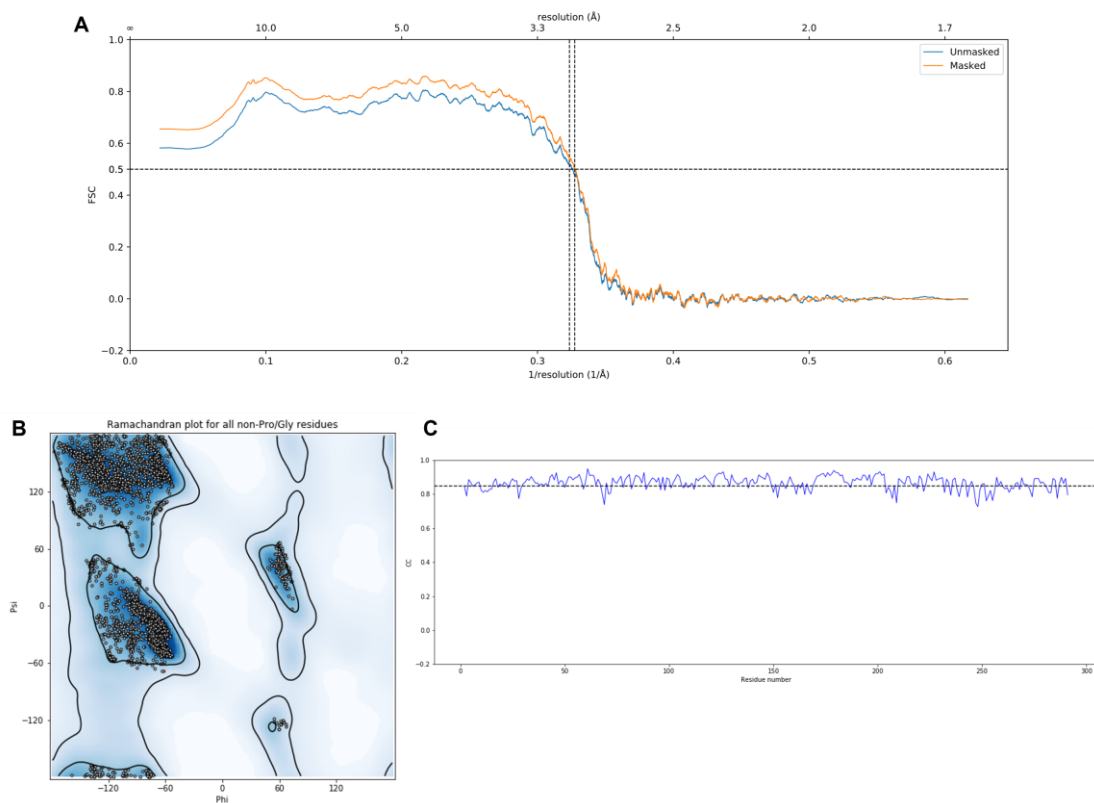 A
resolution (Å)
∞ 10.0 5.0 3.3 2.5 2.0 1.7
Unmasked
Masked
1.0
0.8
0.6
0.5
0.4
0.2
0.0
−0.2
FSC
0.0 0.1 0.2 0.3 0.4 0.5 0.6
1/resolution (1/Å)
B
Ramachandran plot for all non-Pro/Gly residues
120
60
0
−60
−120
Psi
−120 −60 0 60 120
Phi
C
1.0
0.8
0.6
0.4
0.2
0.0
−0.2
CC
0 50 100 150 200 250 300
Residue number